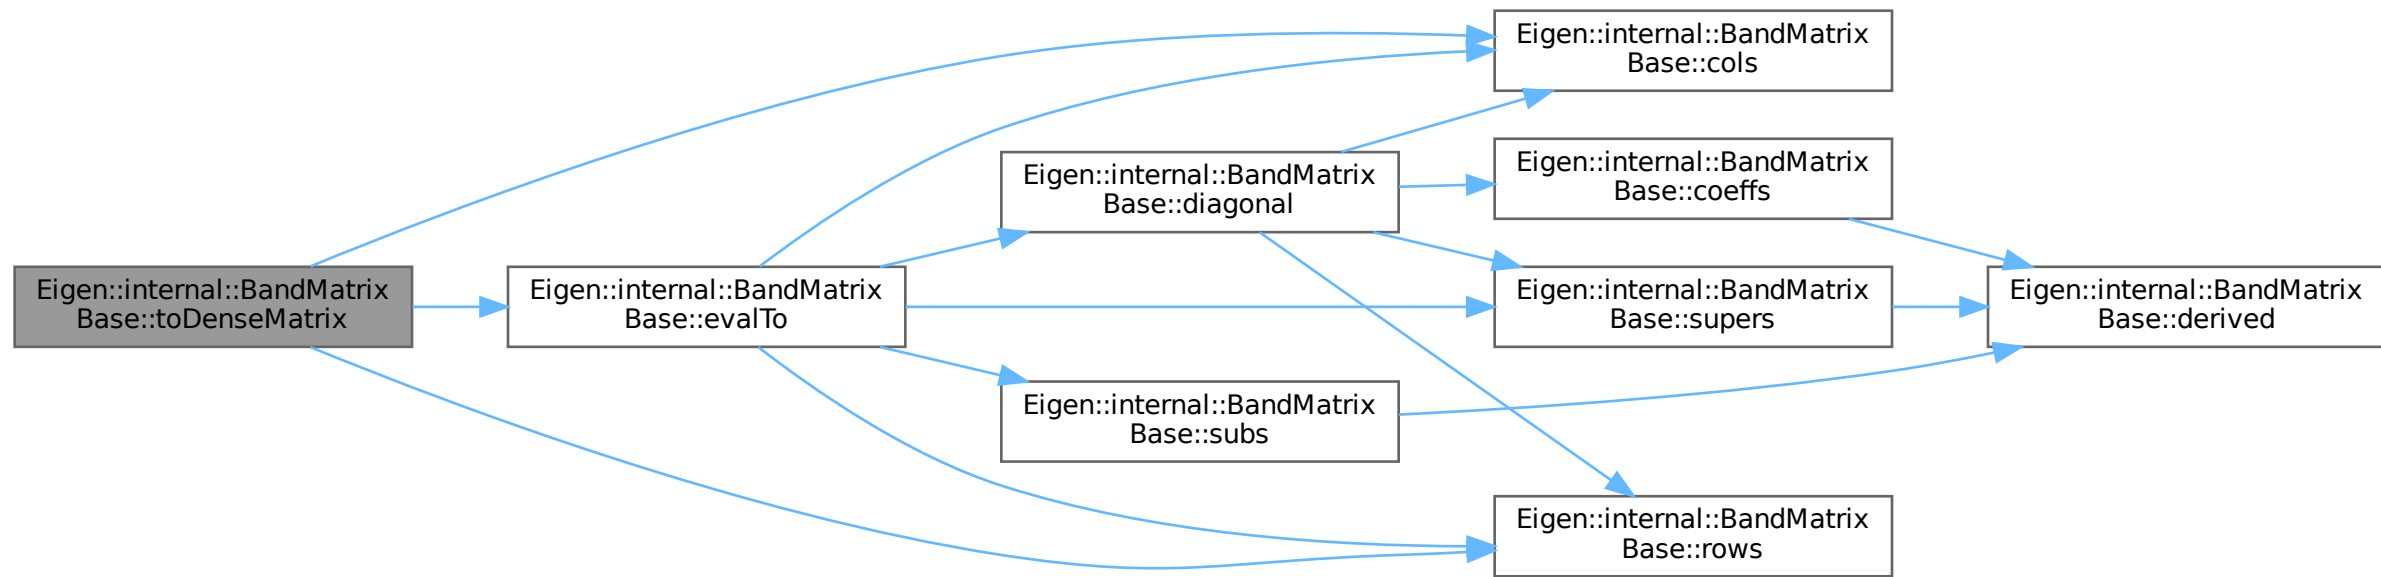 Eigen::internal::BandMatrix
Base::toDenseMatrix
Eigen::internal::BandMatrix
Base::evalTo
Eigen::internal::BandMatrix
Base::diagonal
Eigen::internal::BandMatrix
Base::subs
Eigen::internal::BandMatrix
Base::cols
Eigen::internal::BandMatrix
Base::coeffs
Eigen::internal::BandMatrix
Base::supers
Eigen::internal::BandMatrix
Base::rows
Eigen::internal::BandMatrix
Base::derived